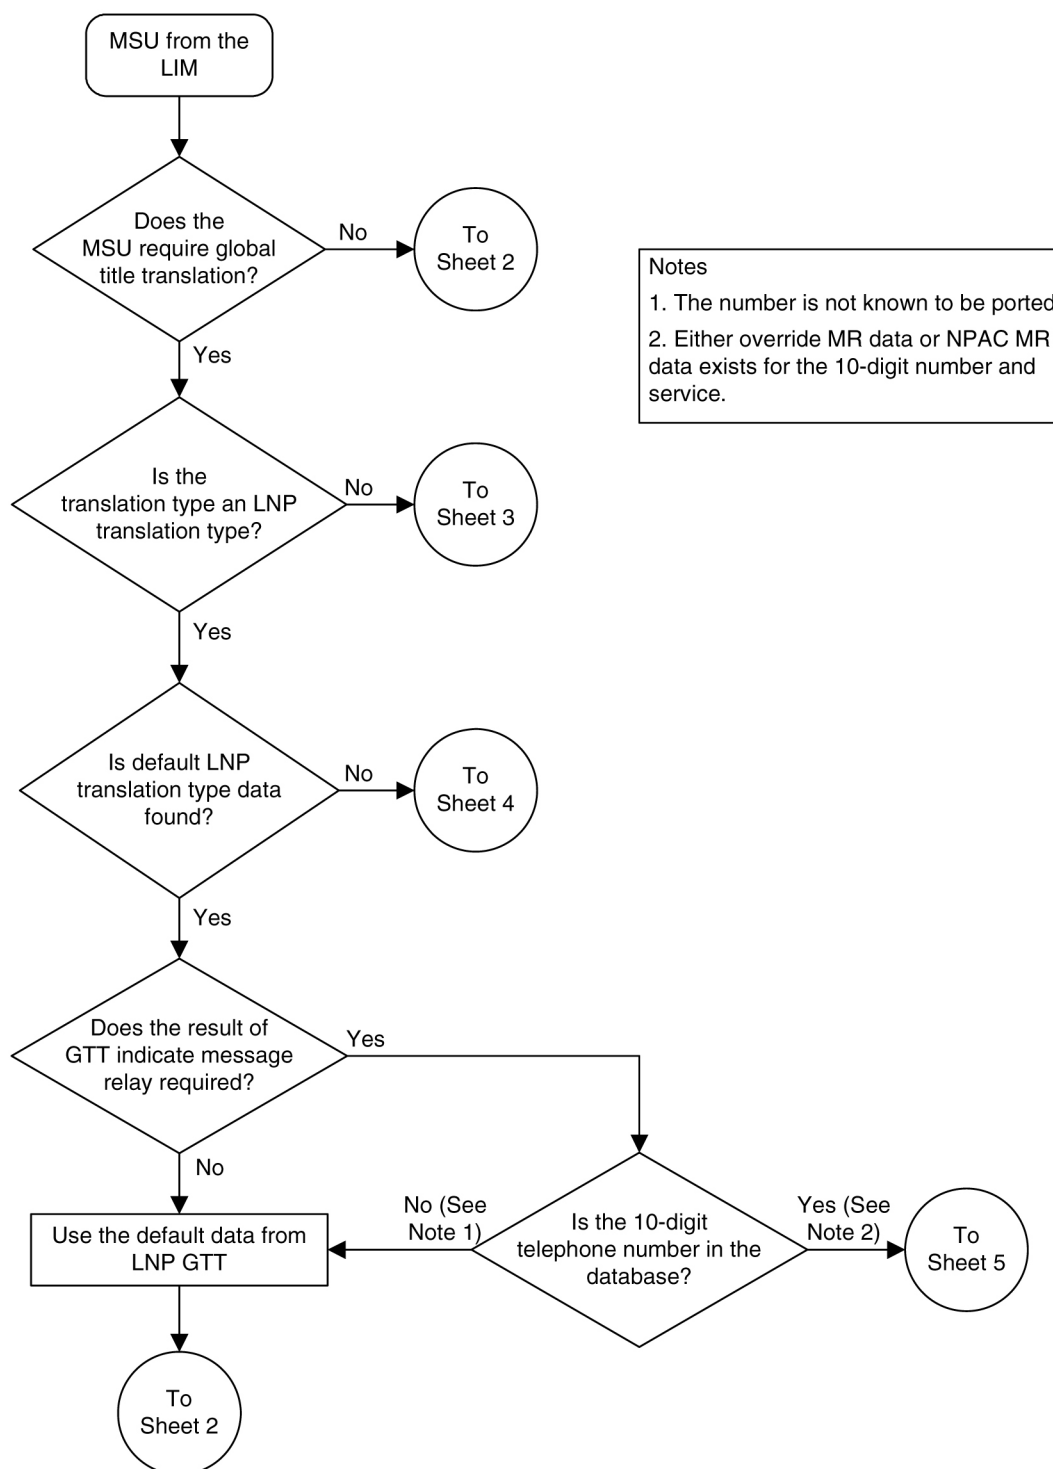 MSU from the
LIM
Does the
MSU require global
title translation?
No
To
Sheet 2
Notes
1. The number is not known to be ported
2. Either override MR data or NPAC MR
data exists for the 10-digit number and
service.
Yes
Is the
translation type an LNP
translation type?
No
To
Sheet 3
Yes
Is default LNP
translation type data
found?
No
To
Sheet 4
Yes
Does the result of
GTT indicate message
relay required?
Yes
No
Use the default data from
LNP GTT
No (See
Note 1)
Is the 10-digit
telephone number in the
database?
Yes (See
Note 2)
To
Sheet 5
To
Sheet 2